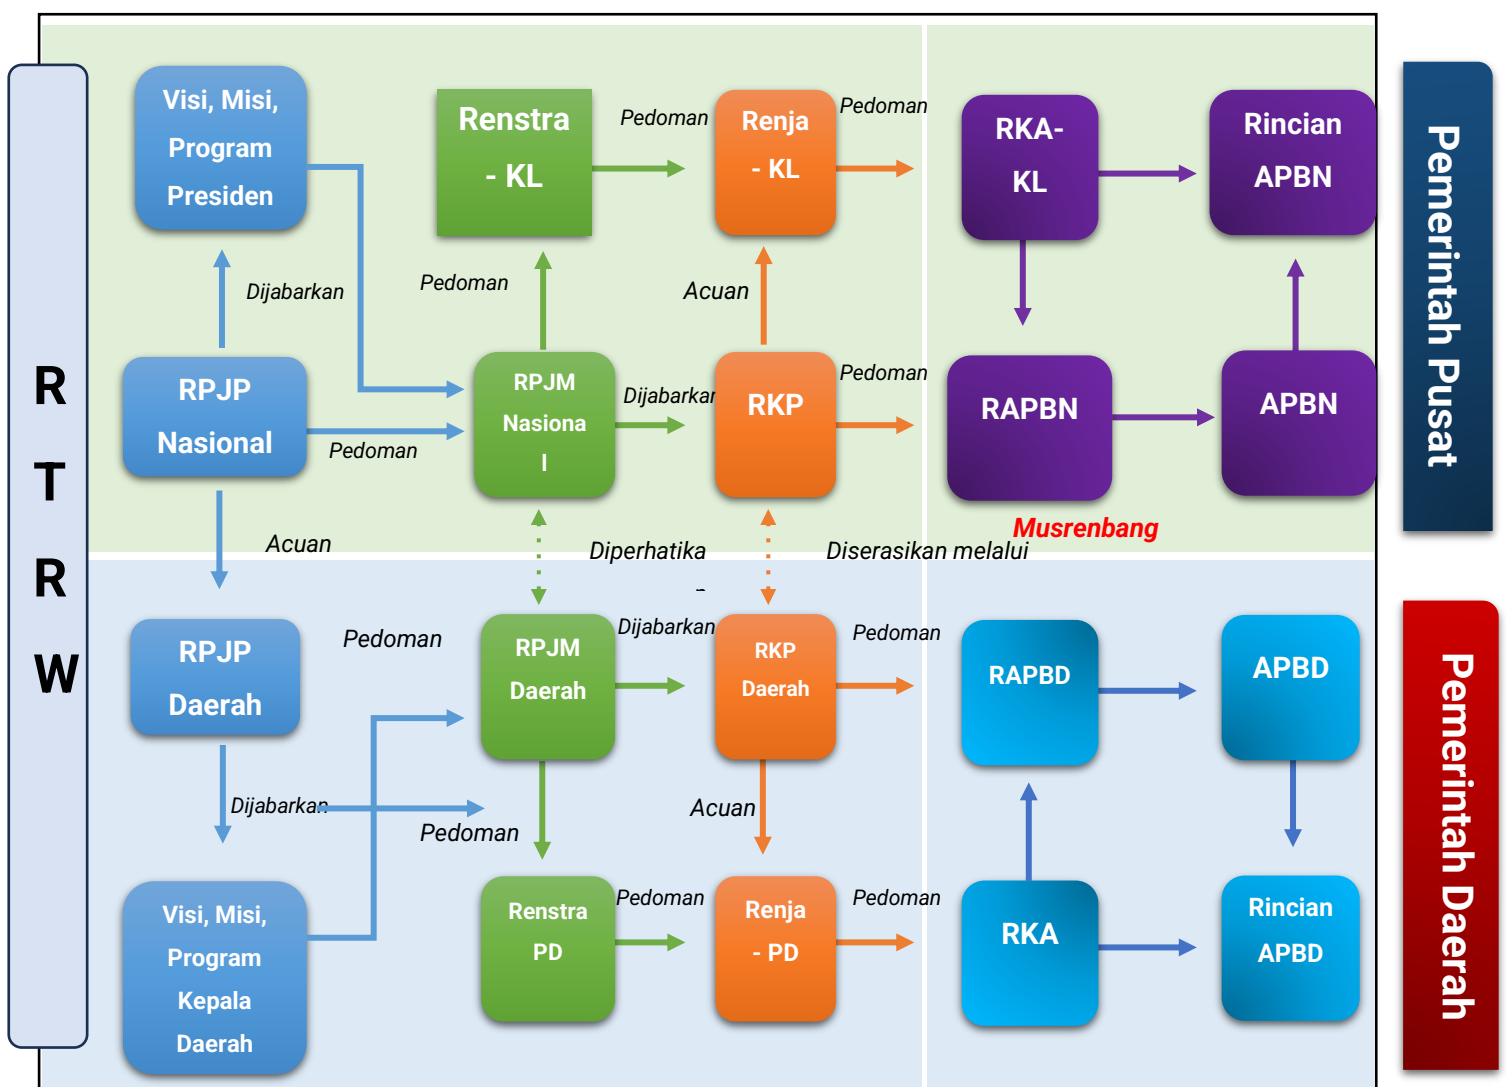 R
T
R
W
Visi, Misi,
Program
Presiden
Renstra
- KL
Pedoman
Renja
- KL
Pedoman
RKA-
KL
Rincian
APBN
Dijabarkan
Pedoman
Acuan
RPJP
Nasional
Pedoman
RPJM
Nasiona
l
Dijabarkan
RKP
Pedoman
RAPBN
APBN
Pemerintah Pusat
Acuan
Diperhatika
Diserasikan melalui
Musrenbang
RPJP
Daerah
Pedoman
RPJM
Daerah
Dijabarkan
RKP
Daerah
Pedoman
RAPBD
APBD
Dijabarkan
Pedoman
Acuan
Visi, Misi,
Program
Kepala
Daerah
Renstra
PD
Pedoman
Renja
- PD
Pedoman
RKA
Rincian
APBD
Pemerintah Daerah